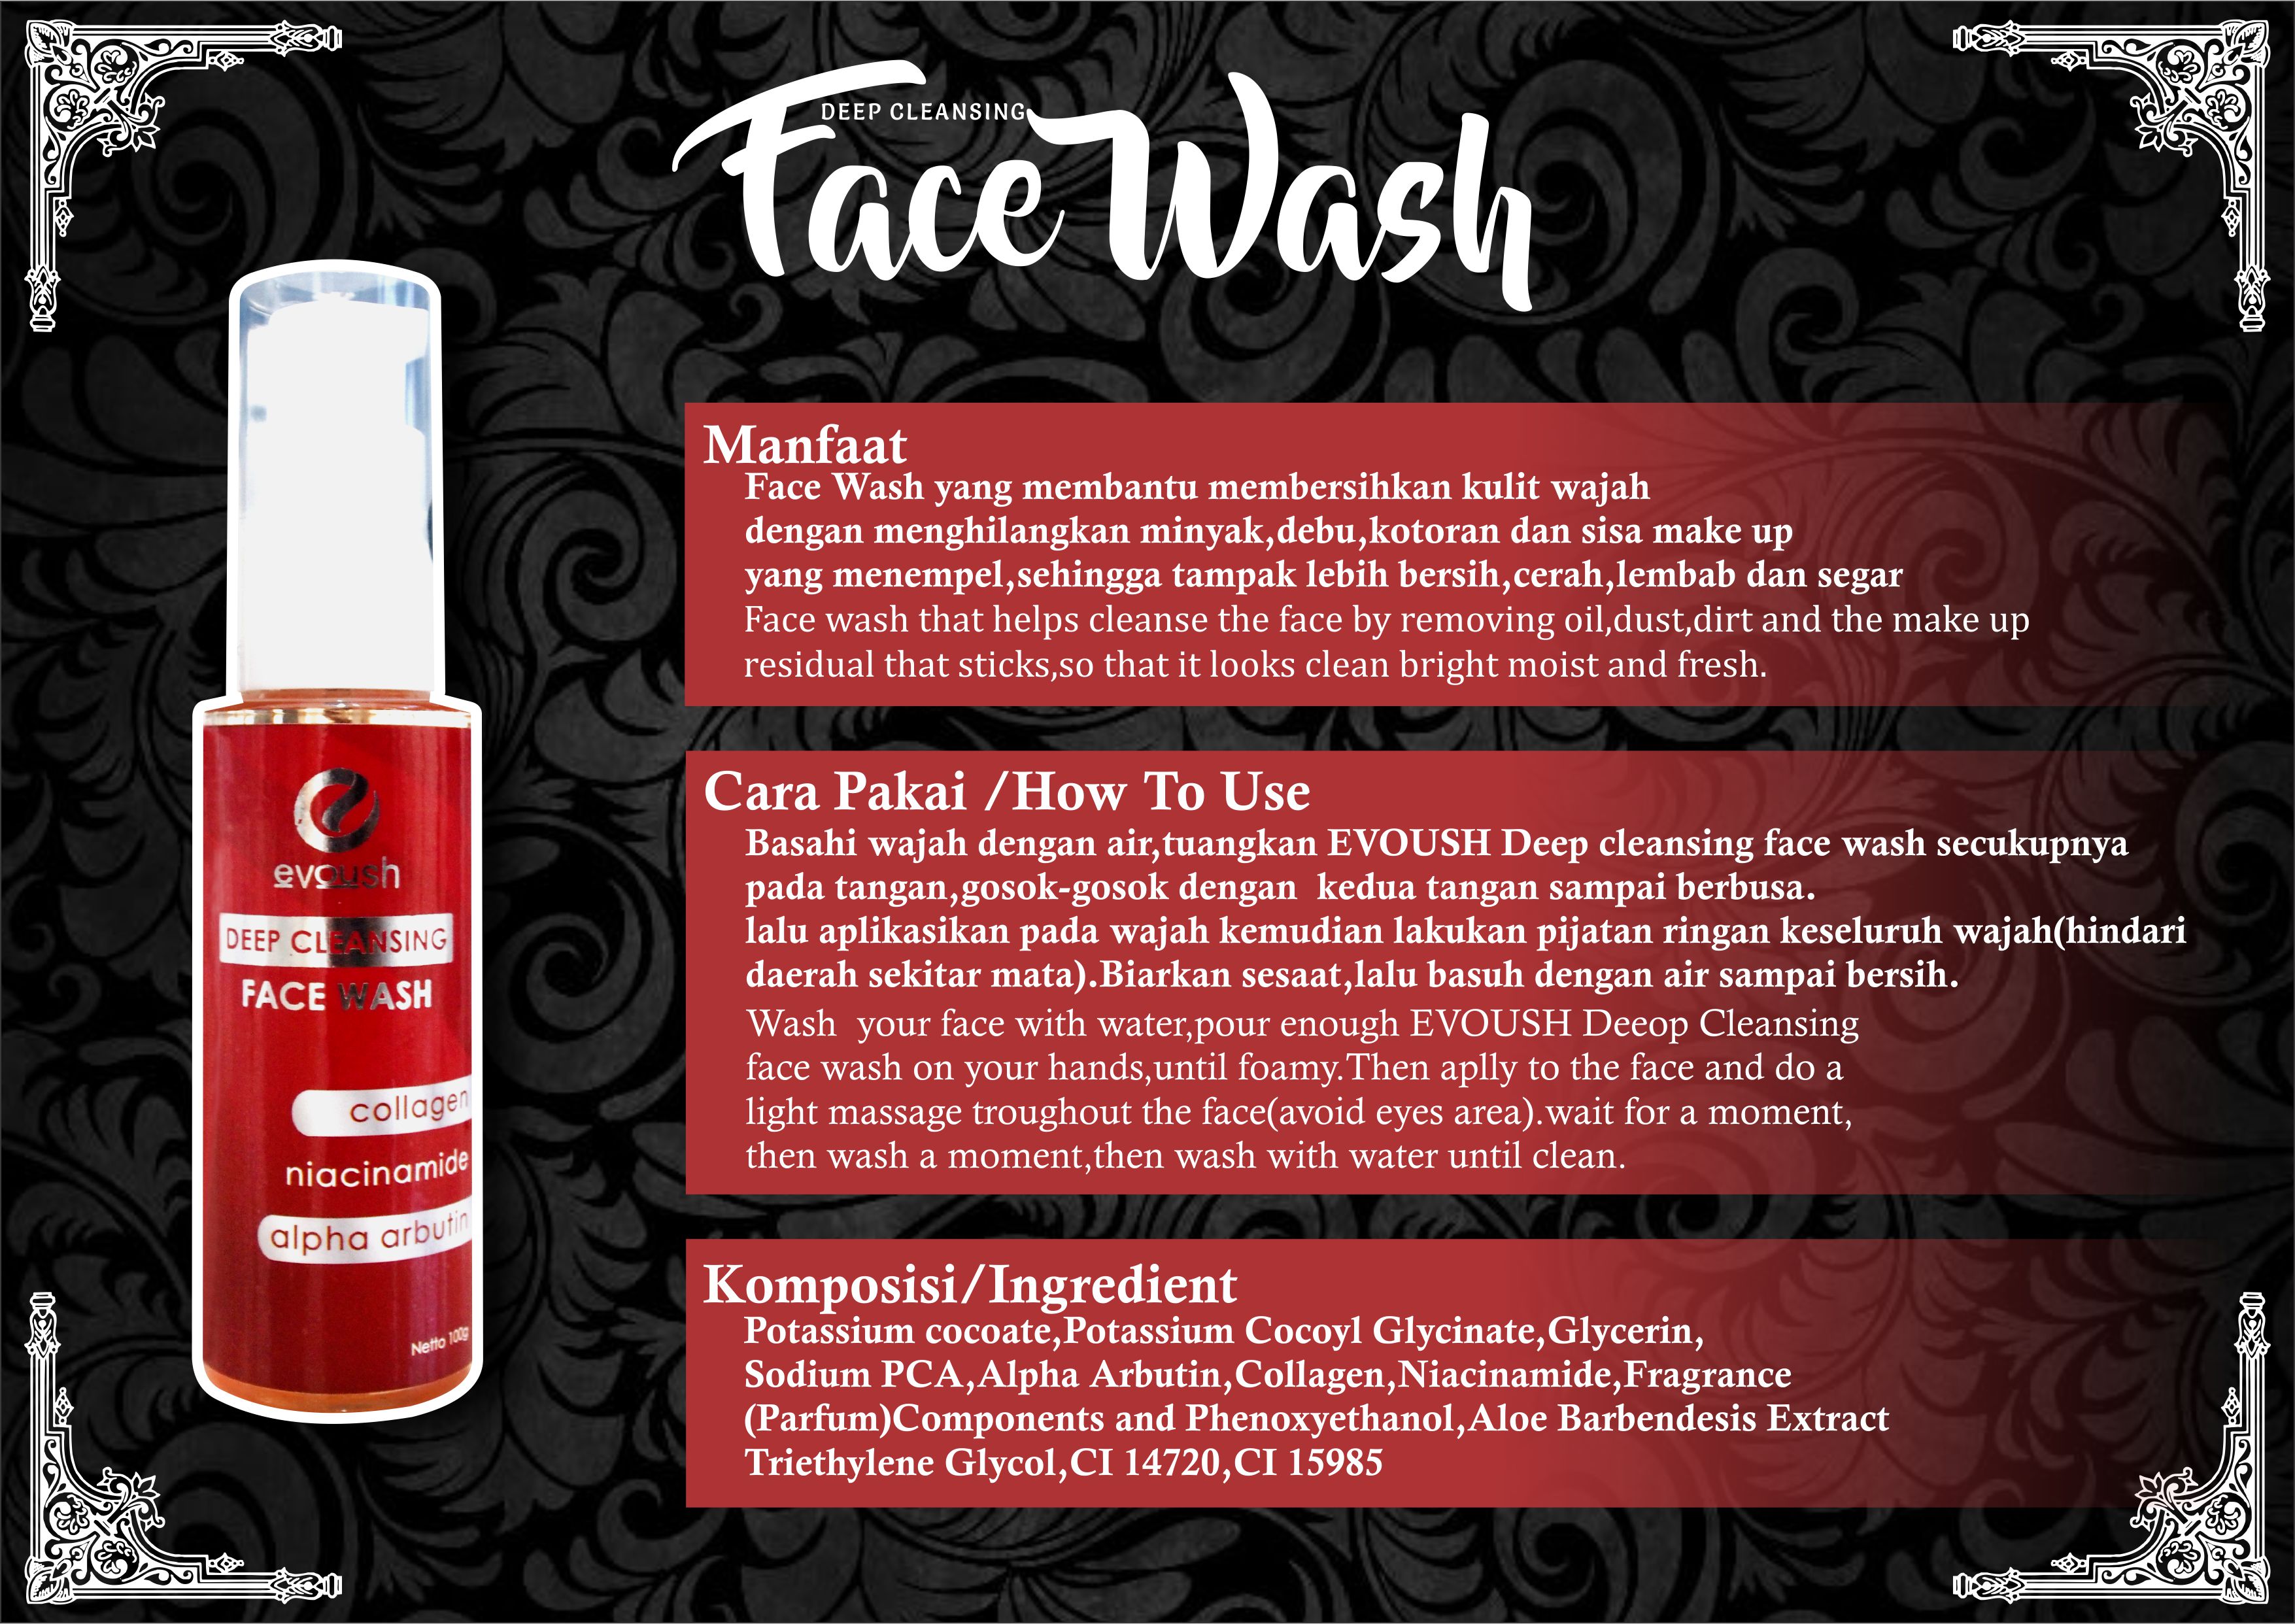 DEEP CLEANSING
Face Wash
evoush
DEEP CLEANSING
FACE WASH
collagen
niacinamide
alpha arbutin
Netto 100g
Manfaat
Face Wash yang membantu membersihkan kulit wajah
dengan menghilangkan minyak,debu,kotoran dan sisa make up
yang menempel,sehingga tampak lebih bersih,cerah,lembab dan segar
Face wash that helps cleanse the face by removing oil,dust,dirt and the make up
residual that sticks,so that it looks clean bright moist and fresh.
Cara Pakai /How To Use
Basahi wajah dengan air,tuangkan EVOUSH Deep cleansing face wash secukupnya
pada tangan,gosok-gosok dengan  kedua tangan sampai berbusa.
lalu aplikasikan pada wajah kemudian lakukan pijatan ringan keseluruh wajah(hindari
daerah sekitar mata).Biarkan sesaat,lalu basuh dengan air sampai bersih.
Wash  your face with water,pour enough EVOUSH Deeop Cleansing
face wash on your hands,until foamy.Then aplly to the face and do a
light massage troughout the face(avoid eyes area).wait for a moment,
then wash a moment,then wash with water until clean.
Komposisi/Ingredient
Potassium cocoate,Potassium Cocoyl Glycinate,Glycerin,
Sodium PCA,Alpha Arbutin,Collagen,Niacinamide,Fragrance
(Parfum)Components and Phenoxyethanol,Aloe Barbendesis Extract
Triethylene Glycol,CI 14720,CI 15985